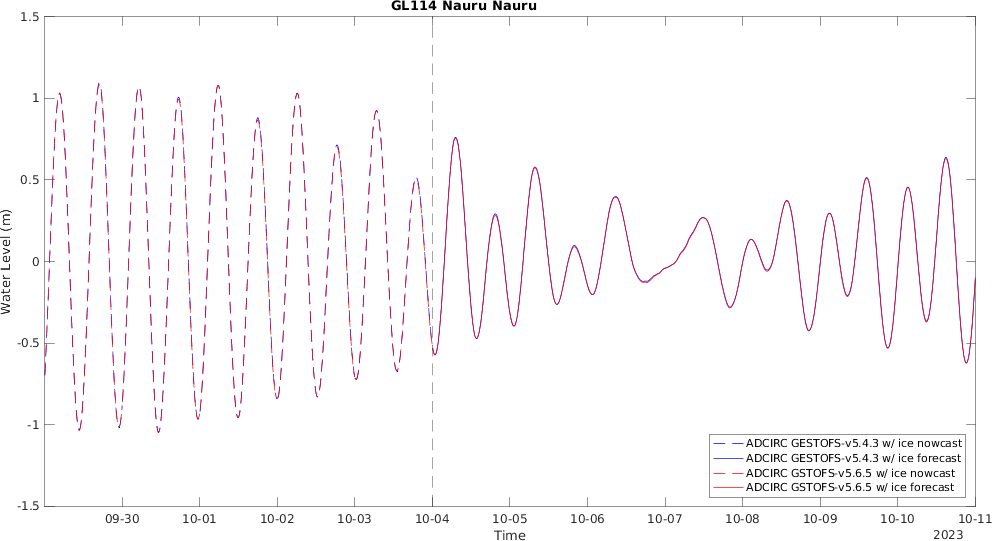 GL114 Nauru Nauru
1.5
1
0.5
0
-0.5
-1
-1.5
Water Level (m)
09-30 10-01 10-02 10-03 10-04 10-05 10-06 10-07 10-08 10-09 10-10 10-11
Time
2023
ADCIRC GESTOFS-v5.4.3 w/ ice nowcast
ADCIRC GESTOFS-v5.4.3 w/ ice forecast
ADCIRC GSTOFS-v5.6.5 w/ ice nowcast
ADCIRC GSTOFS-v5.6.5 w/ ice forecast